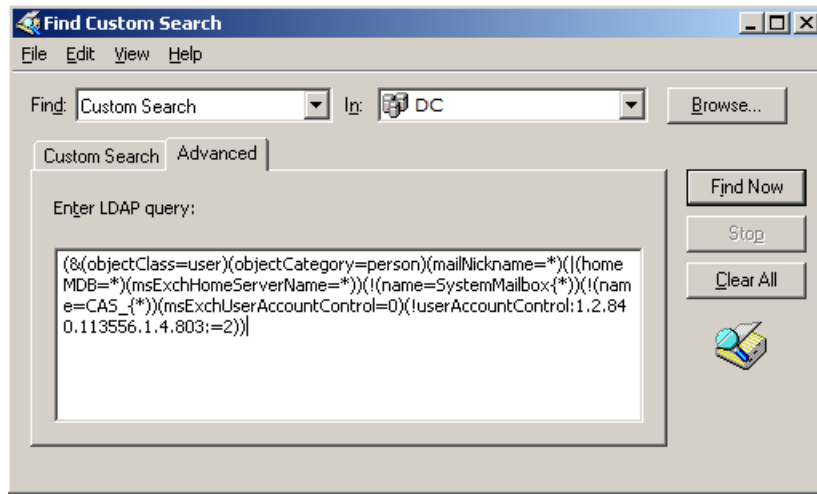 Find Custom Search
File Edit View Help
Find: Custom Search In: DC Browse...
Custom Search Advanced
Find Now
Enter LDAP query:
Stop
(&(objectClass=user)(objectCategory=person)(mailNickname=*)(|(home
MDB=*)(msExchHomeServerName=*))(!(name=SystemMailbox{*))(!(nam
e=CAS_{*))(msExchUserAccountControl=0)(!userAccountControl:1.2.84
0.113556.1.4.803:=2))
Clear All